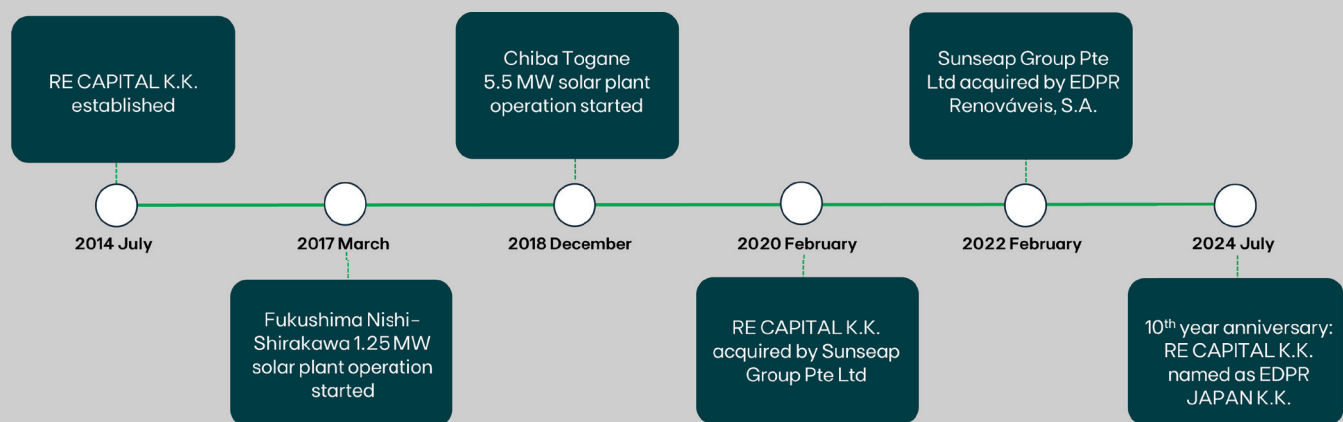 RE CAPITAL K.K.
established
Chiba Togane
5.5 MW solar plant
operation started
Sunseap Group Pte
Ltd acquired by EDPR
Renováveis, S.A.
2014 July
2017 March
2018 December
2020 February
2022 February
2024 July
Fukushima Nishi-
Shirakawa 1.25 MW
solar plant operation
started
RE CAPITAL K.K.
acquired by Sunseap
Group Pte Ltd
10th year anniversary:
RE CAPITAL K.K.
named as EDPR
JAPAN K.K.